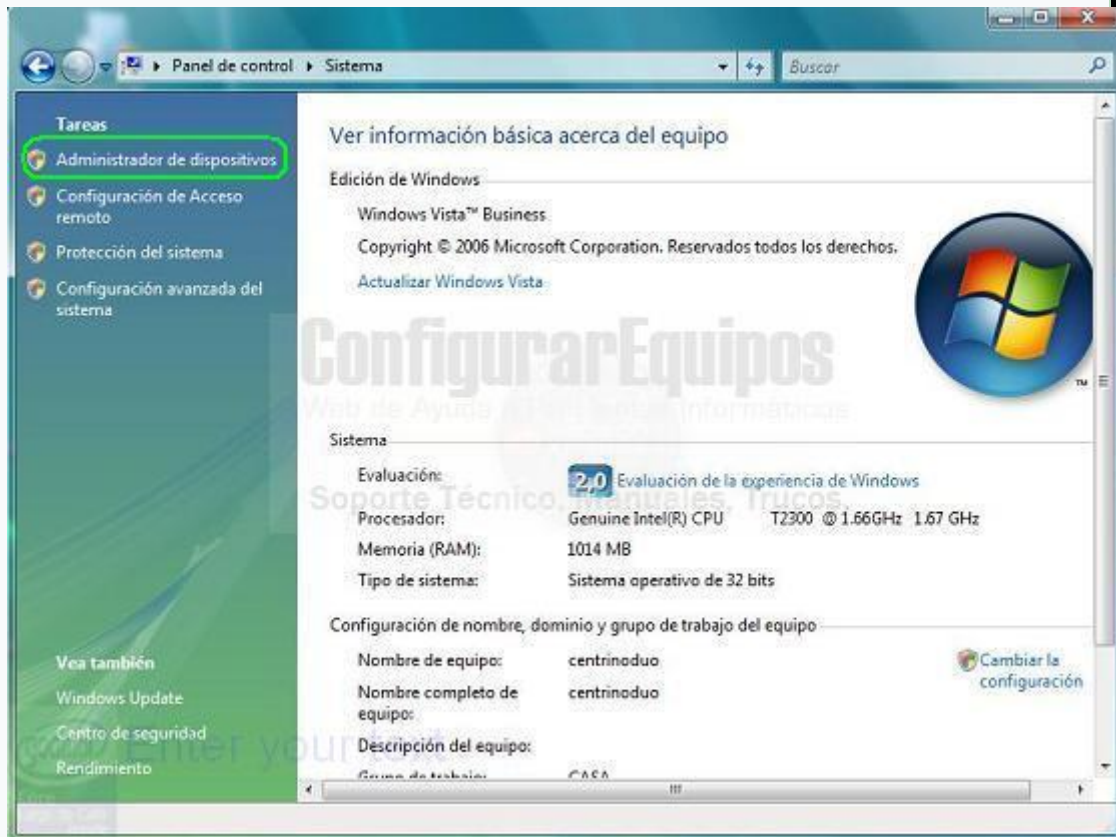 Panel de control ▸ Sistema
Buscar
Tareas
Administrador de dispositivos
Configuración de Acceso
remoto
Protección del sistema
Configuración avanzada del
sistema
Vea también
Windows Update
Centro de seguridad
Rendimiento
Ver información básica acerca del equipo
Edición de Windows
Windows Vista™ Business
Copyright © 2006 Microsoft Corporation. Reservados todos los derechos.
Actualizar Windows Vista
TM
ConfigurarEquipos
Web de Ayuda
Informáticos
Sistema
Evaluación: 2,0 Evaluación de la experiencia de Windows
Soporte Técnico, Manuales, Trucos,
Procesador: Genuine Intel(R) CPU T2300 @ 1.66GHz 1.67 GHz
Memoria (RAM): 1014 MB
Tipo de sistema: Sistema operativo de 32 bits
Configuración de nombre, dominio y grupo de trabajo del equipo
Nombre de equipo: centrinoduo
Cambiar la
configuración
Nombre completo de
equipo: centrinoduo
Descripción del equipo:
Enter your text
Grupo de trabajo: CASA